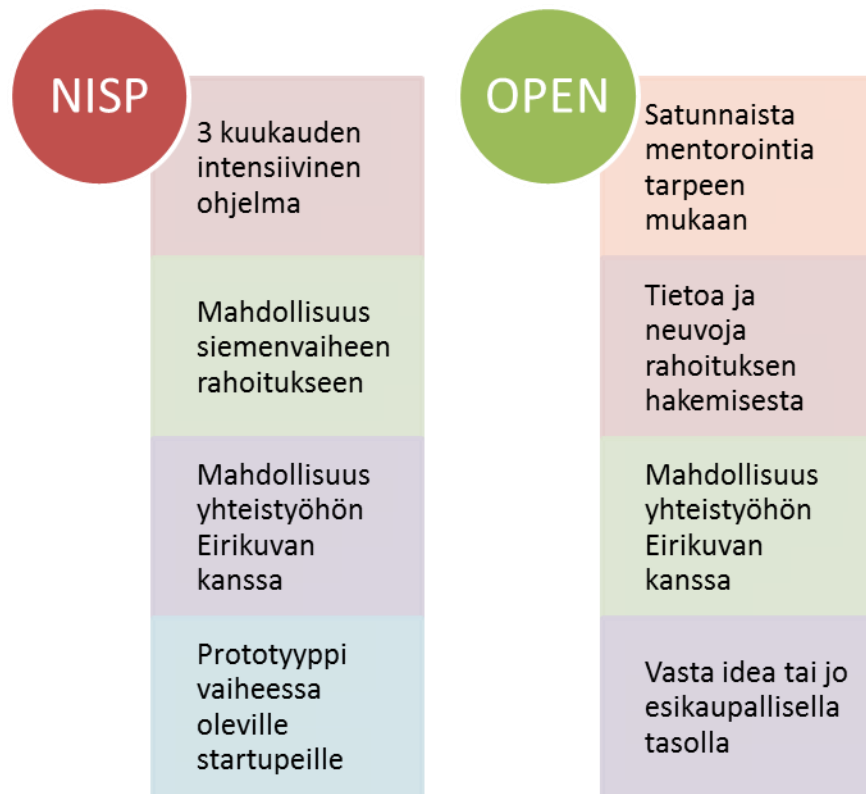 NISP
3 kuukauden
intensiivinen
ohjelma
Mahdollisuus
siemenvaiheen
rahoitukseen
Mahdollisuus
yhteistyöhön
Eirikuvan
kanssa
Prototyyppi
vaiheessa
oleville
startupeille
OPEN
Satunnaista
mentorointia
tarpeen
mukaan
Tietoa ja
neuvoja
rahoituksen
hakemisesta
Mahdollisuus
yhteistyöhön
Eirikuvan
kanssa
Vasta idea tai jo
esikaupallisella
tasolla